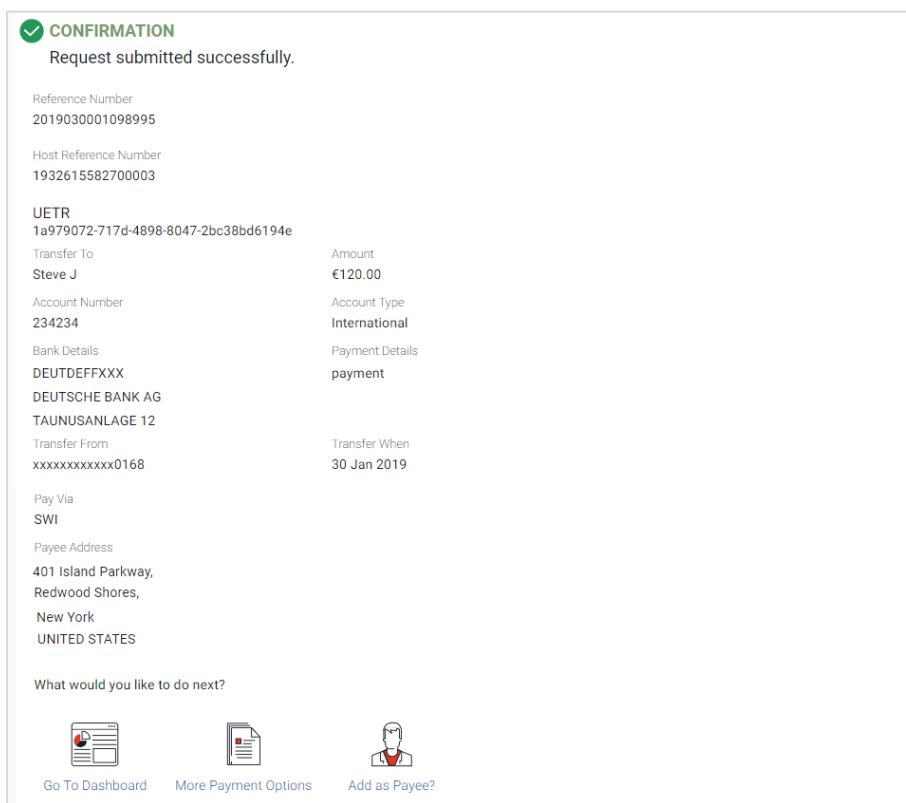 CONFIRMATION
Request submitted successfully.
Reference Number
2019030001098995
Host Reference Number
1932615582700003
UETR
1a979072-717d-4898-8047-2bc38bd6194e
Transfer To
Amount
Steve J
€120.00
Account Number
Account Type
234234
International
Bank Details
Payment Details
DEUTDEFFXXX
payment
DEUTSCHE BANK AG
TAUNUSANLAGE 12
Transfer From
Transfer When
xxxxxxxxxxxx0168
30 Jan 2019
Pay Via
SWI
Payee Address
401 Island Parkway,
Redwood Shores,
New York
UNITED STATES
What would you like to do next?
Go To Dashboard
More Payment Options
Add as Payee?